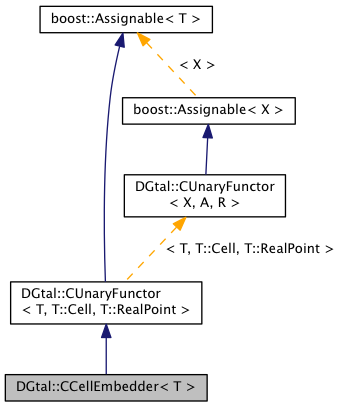 boost::Assignable< T >
< X >
boost::Assignable< X >
DGtal::CUnaryFunctor
< X, A, R >
< T, T::Cell, T::RealPoint >
DGtal::CUnaryFunctor
< T, T::Cell, T::RealPoint >
DGtal::CCellEmbedder< T >